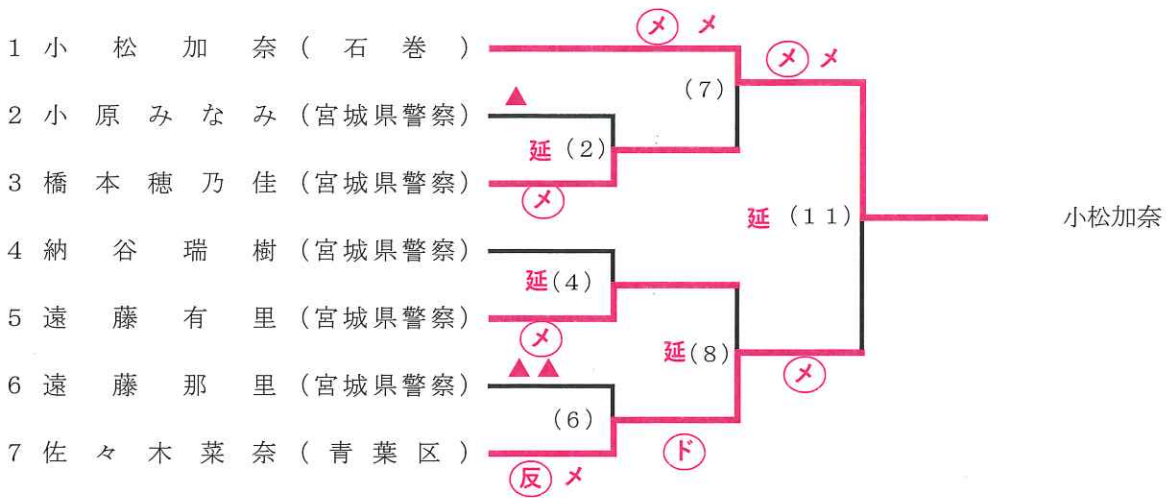 メ メ
1 小松加奈(石巻)
メ メ
(7)
▲
2 小原みなみ(宮城県警察)
延 (2)
3 橋本穂乃佳(宮城県警察)
メ
延 (11)
小松加奈
4 納谷瑞樹(宮城県警察)
延(4)
5 遠藤有里(宮城県警察)
メ
延(8)
▲▲
メ
6 遠藤那里(宮城県警察)
(6)
7 佐々木菜奈(青葉区)
ド
反 メ